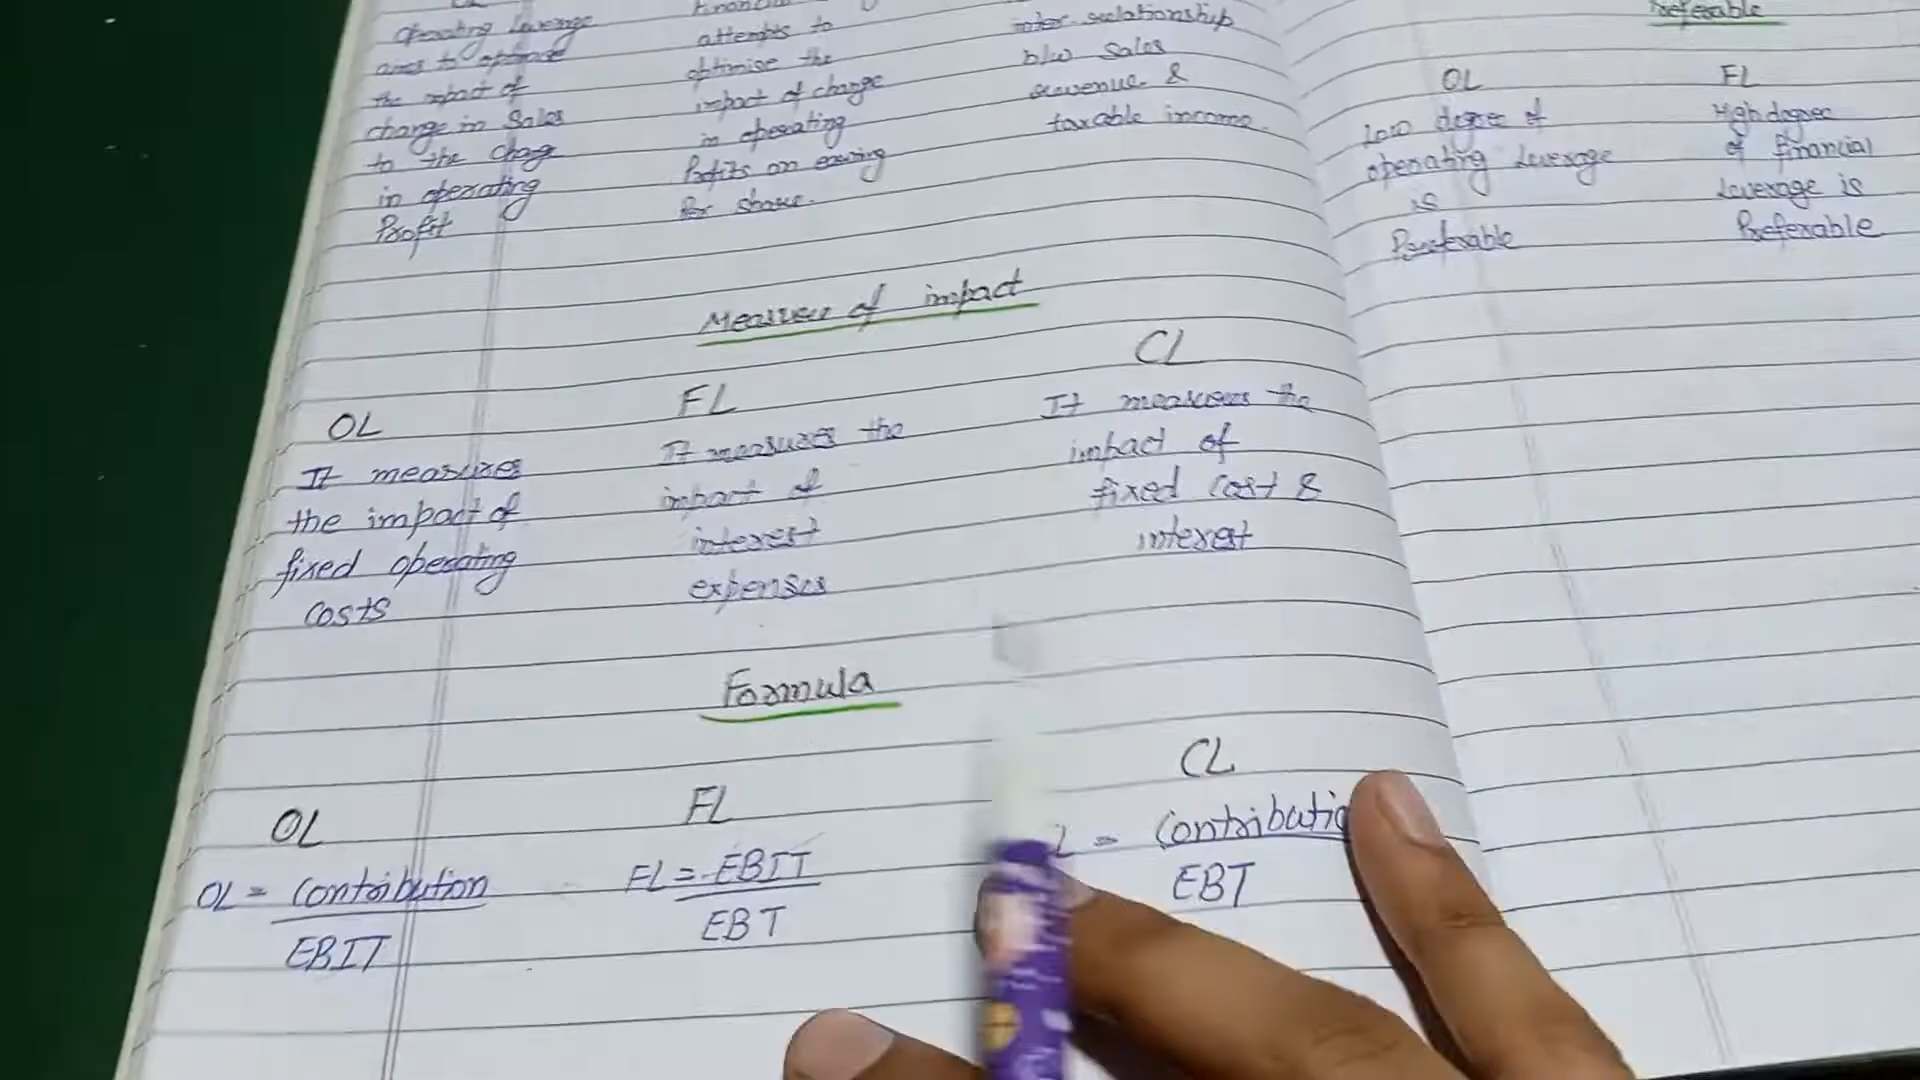 operating Leverage
aims to optimise
the impact of
change in Sales
to the change
in operating
Profit
attempts to
optimise the
impact of change
in operating
Profits on earning
Per share.
inter relationship
b/w Sales
revenue &
taxable income.
Measure of impact
OL
It measures
the impact of
fixed operating
Costs
FL
It measures the
impact of
interest
expenses
CL
It measures the
impact of
fixed Cost &
interest
Formula
OL
OL = Contribution
EBIT
FL
FL = EBIT
EBT
CL
L = Contributio
EBT
Preferable
OL
Low degree of
operating Leverage
is
Preferable
FL
High degree
of financial
Leverage is
Preferable